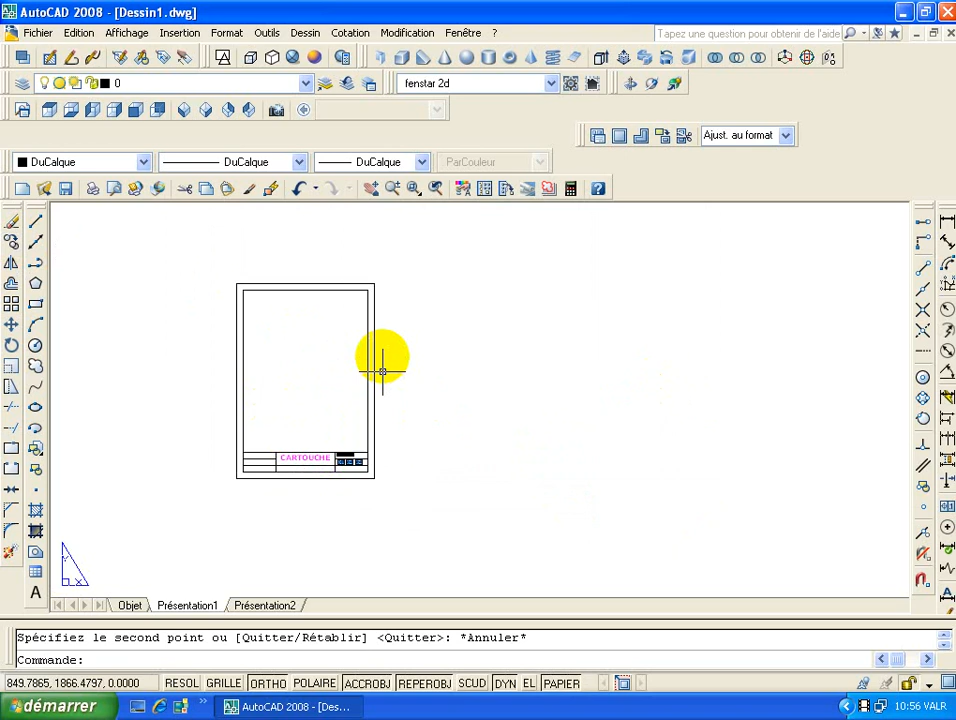 AutoCAD 2008 - [Dessin1.dwg]
Fichier Edition Affichage Insertion Format Outils Dessin Cotation Modification Fenêtre ?
Tapez une question pour obtenir de l'aide
0
fenstar 2d
Ajust. au format
DuCalque
DuCalque
DuCalque
ParCouleur
CARTOUCHE
Y
X
Objet Présentation1 Présentation2
Spécifiez le second point ou [Quitter/Rétablir] <Quitter>: *Annuler*
Commande:
849.7865, 1866.4797, 0.0000 RESOL GRILLE ORTHO POLAIRE ACCROBJ REPEROBJ SCUD DYN EL PAPIER
démarrer
AutoCAD 2008 - [Des...
10:56 VALR